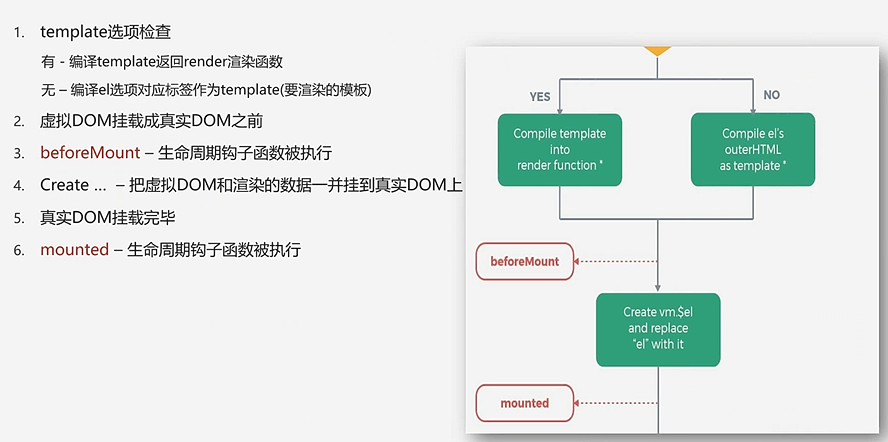 1. template选项检查
有 - 编译template返回render渲染函数
无 – 编译el选项对应标签作为template(要渲染的模板)
2. 虚拟DOM挂载成真实DOM之前
3. beforeMount – 生命周期钩子函数被执行
4. Create … – 把虚拟DOM和渲染的数据一并挂到真实DOM上
5. 真实DOM挂载完毕
6. mounted – 生命周期钩子函数被执行
YES
NO
Compile template
into
render function *
Compile el's
outerHTML
as template *
beforeMount
Create vm.$el
and replace
"el" with it
mounted